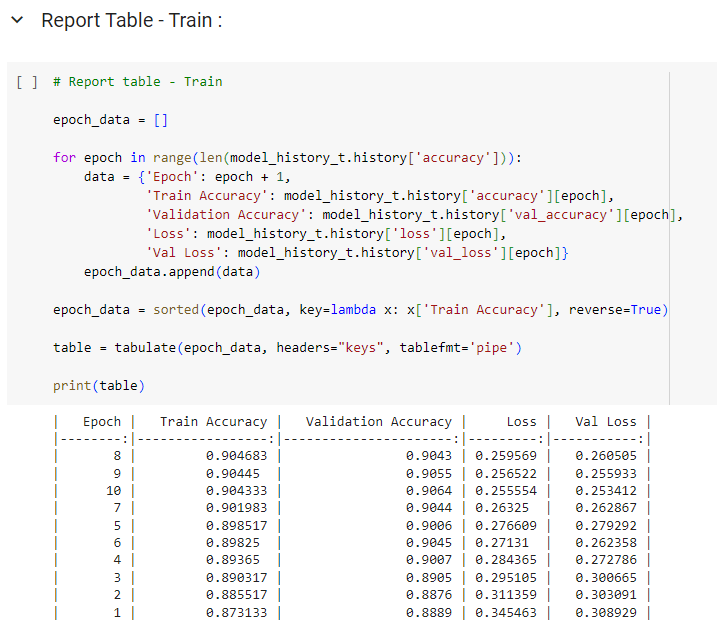 Report Table - Train :
[ ] # Report table - Train
epoch_data = []
for epoch in range(len(model_history_t.history['accuracy'])):
    data = {'Epoch': epoch + 1,
            'Train Accuracy': model_history_t.history['accuracy'][epoch],
            'Validation Accuracy': model_history_t.history['val_accuracy'][epoch],
            'Loss': model_history_t.history['loss'][epoch],
            'Val Loss': model_history_t.history['val_loss'][epoch]}
    epoch_data.append(data)
epoch_data = sorted(epoch_data, key=lambda x: x['Train Accuracy'], reverse=True)
table = tabulate(epoch_data, headers="keys", tablefmt='pipe')
print(table)
|   Epoch |   Train Accuracy |   Validation Accuracy |     Loss |   Val Loss |
|--------:|-----------------:|----------------------:|---------:|-----------:|
|       8 |         0.904683 |                0.9043 | 0.259569 |   0.260505 |
|       9 |         0.90445  |                0.9055 | 0.256522 |   0.255933 |
|      10 |         0.904333 |                0.9064 | 0.255554 |   0.253412 |
|       7 |         0.901983 |                0.9044 | 0.26325  |   0.262867 |
|       5 |         0.898517 |                0.9006 | 0.276609 |   0.279292 |
|       6 |         0.89825  |                0.9045 | 0.27131  |   0.262358 |
|       4 |         0.89365  |                0.9007 | 0.284365 |   0.272786 |
|       3 |         0.890317 |                0.8905 | 0.295105 |   0.300665 |
|       2 |         0.885517 |                0.8876 | 0.311359 |   0.303091 |
|       1 |         0.873133 |                0.8889 | 0.345463 |   0.308929 |